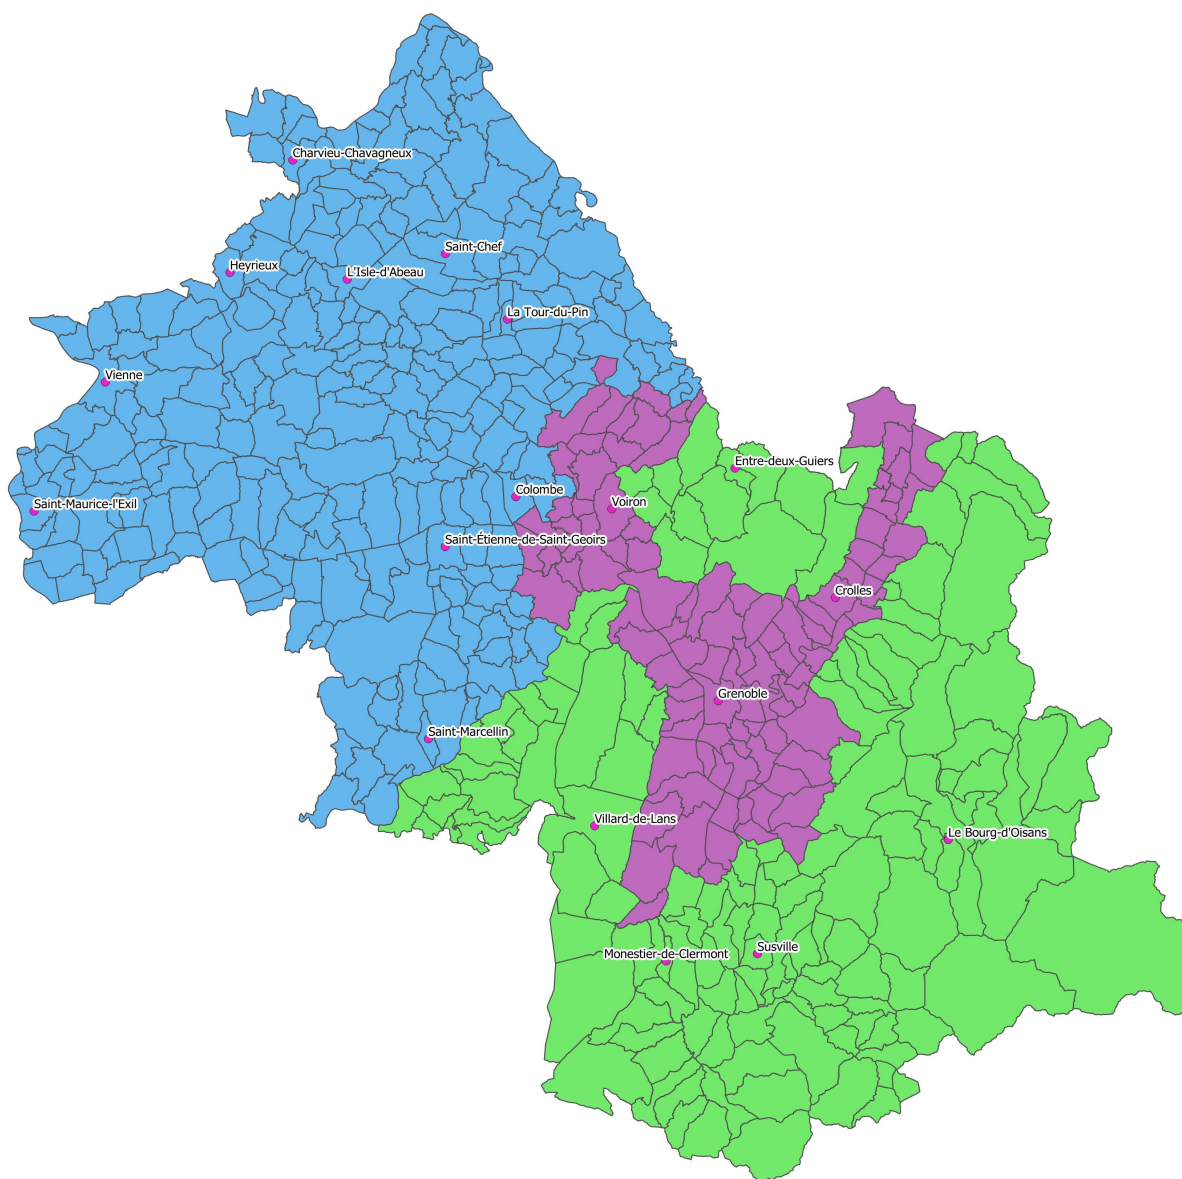 Charvieu-Chavagneux
Saint-Chef
Heyrieux
L'Isle-d'Abeau
La Tour-du-Pin
Vienne
Entre-deux-Guiers
Colombe
Saint-Maurice-l'Exil
Voiron
Saint-Étienne-de-Saint-Geoirs
Crolles
Grenoble
Saint-Marcellin
Villard-de-Lans
Le Bourg-d'Oisans
Monestier-de-Clermont
Susville